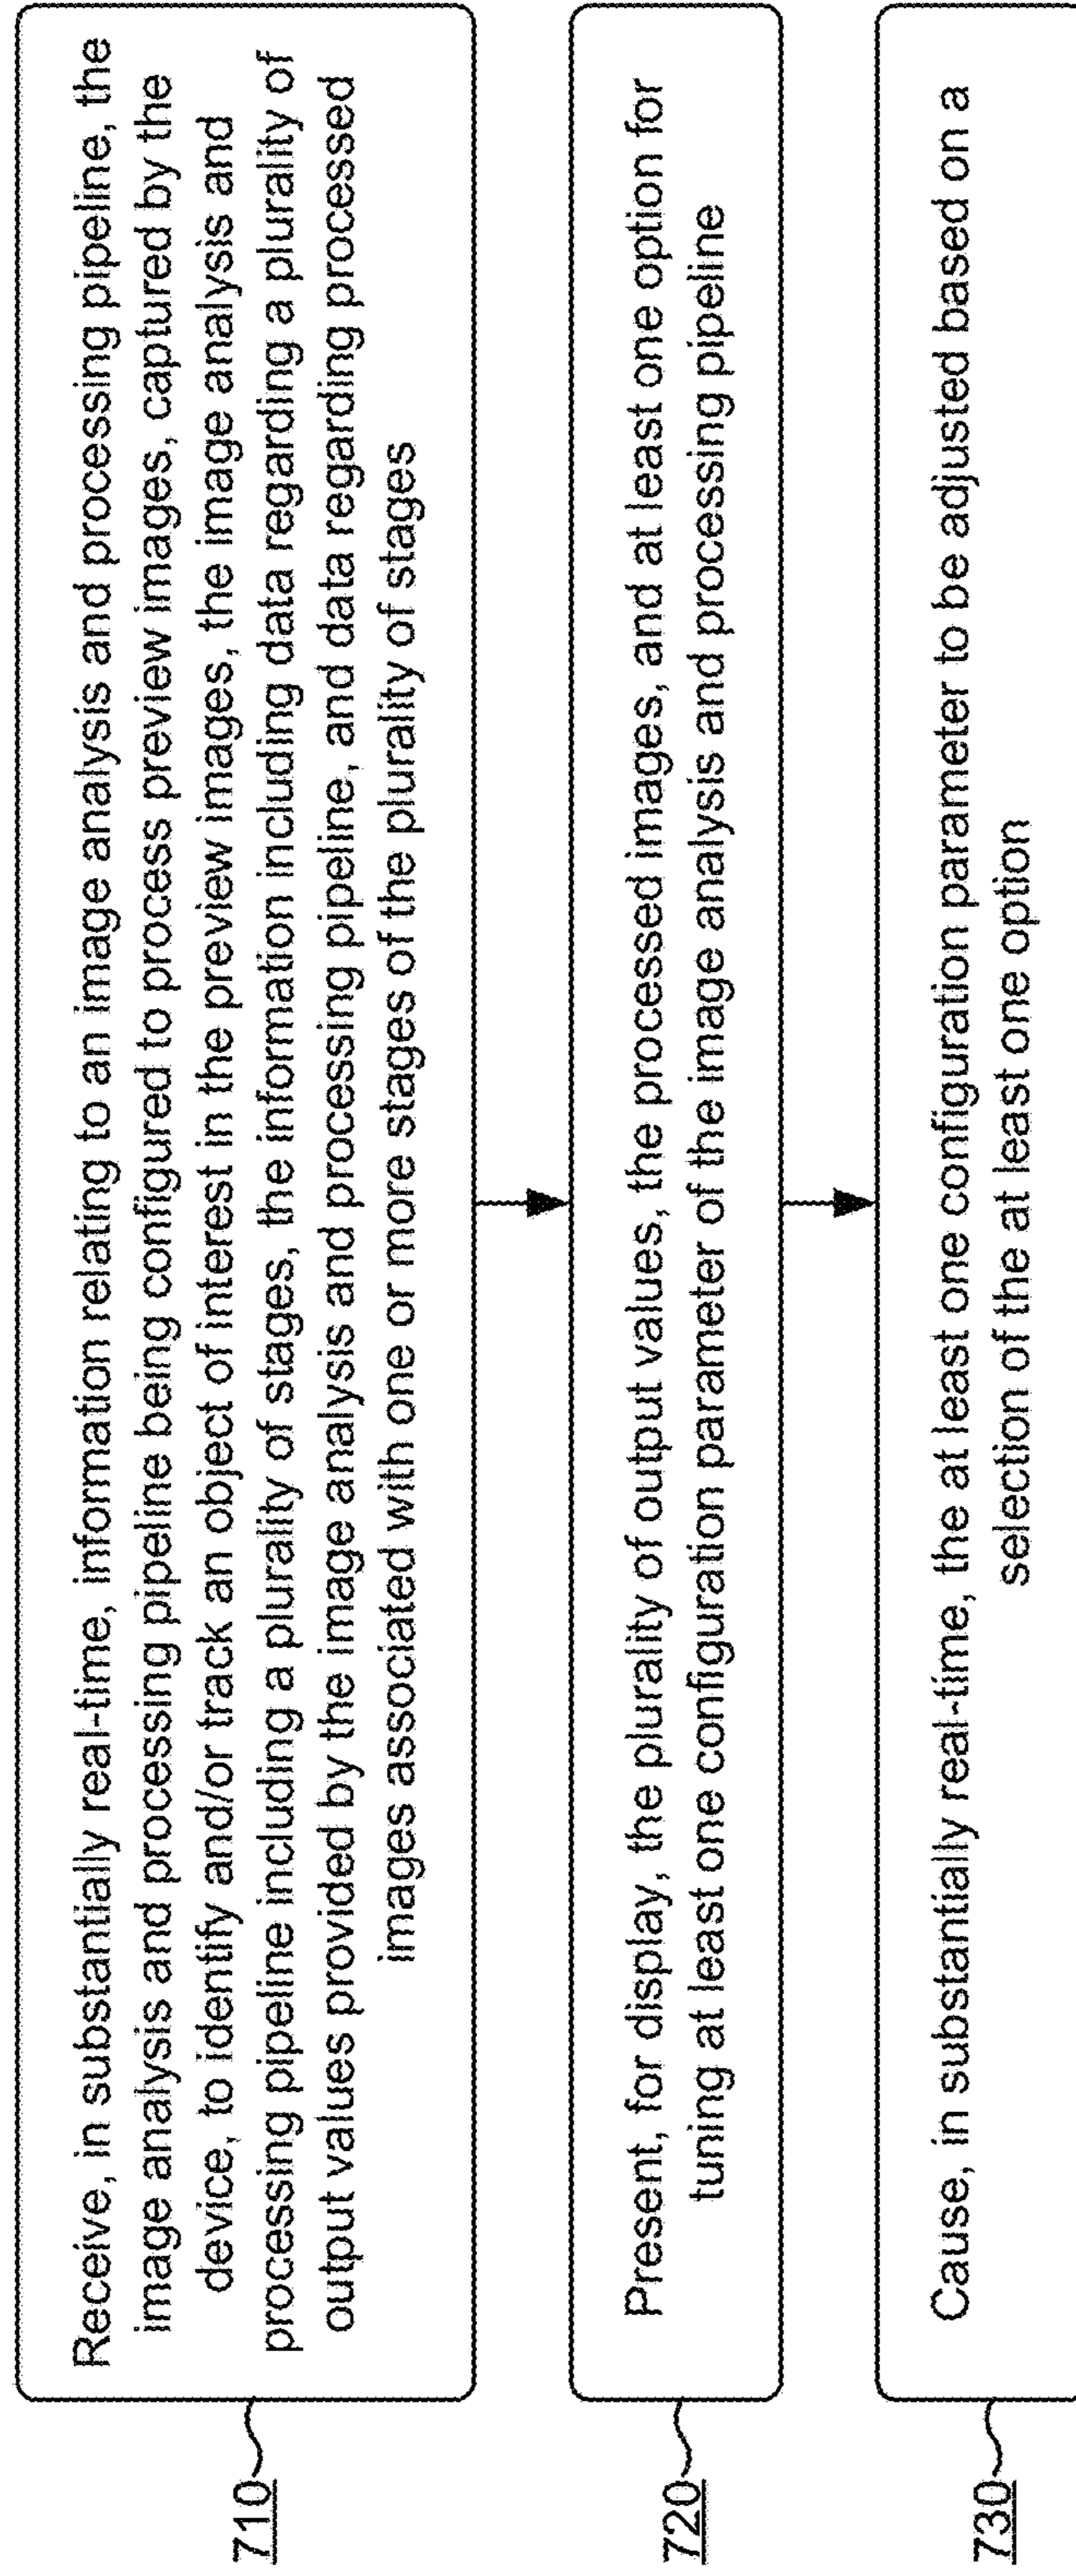 710
Receive, in substantially real-time, information relating to an image analysis and processing pipeline, the
image analysis and processing pipeline being configured to process preview images, captured by the
device, to identify and/or track an object of interest in the preview images, the image analysis and
processing pipeline including a plurality of stages, the information including data regarding a plurality of
output values provided by the image analysis and processing pipeline, and data regarding processed
images associated with one or more stages of the plurality of stages
720
Present, for display, the plurality of output values, the processed images, and at least one option for
tuning at least one configuration parameter of the image analysis and processing pipeline
730
Cause, in substantially real-time, the at least one configuration parameter to be adjusted based on a
selection of the at least one option